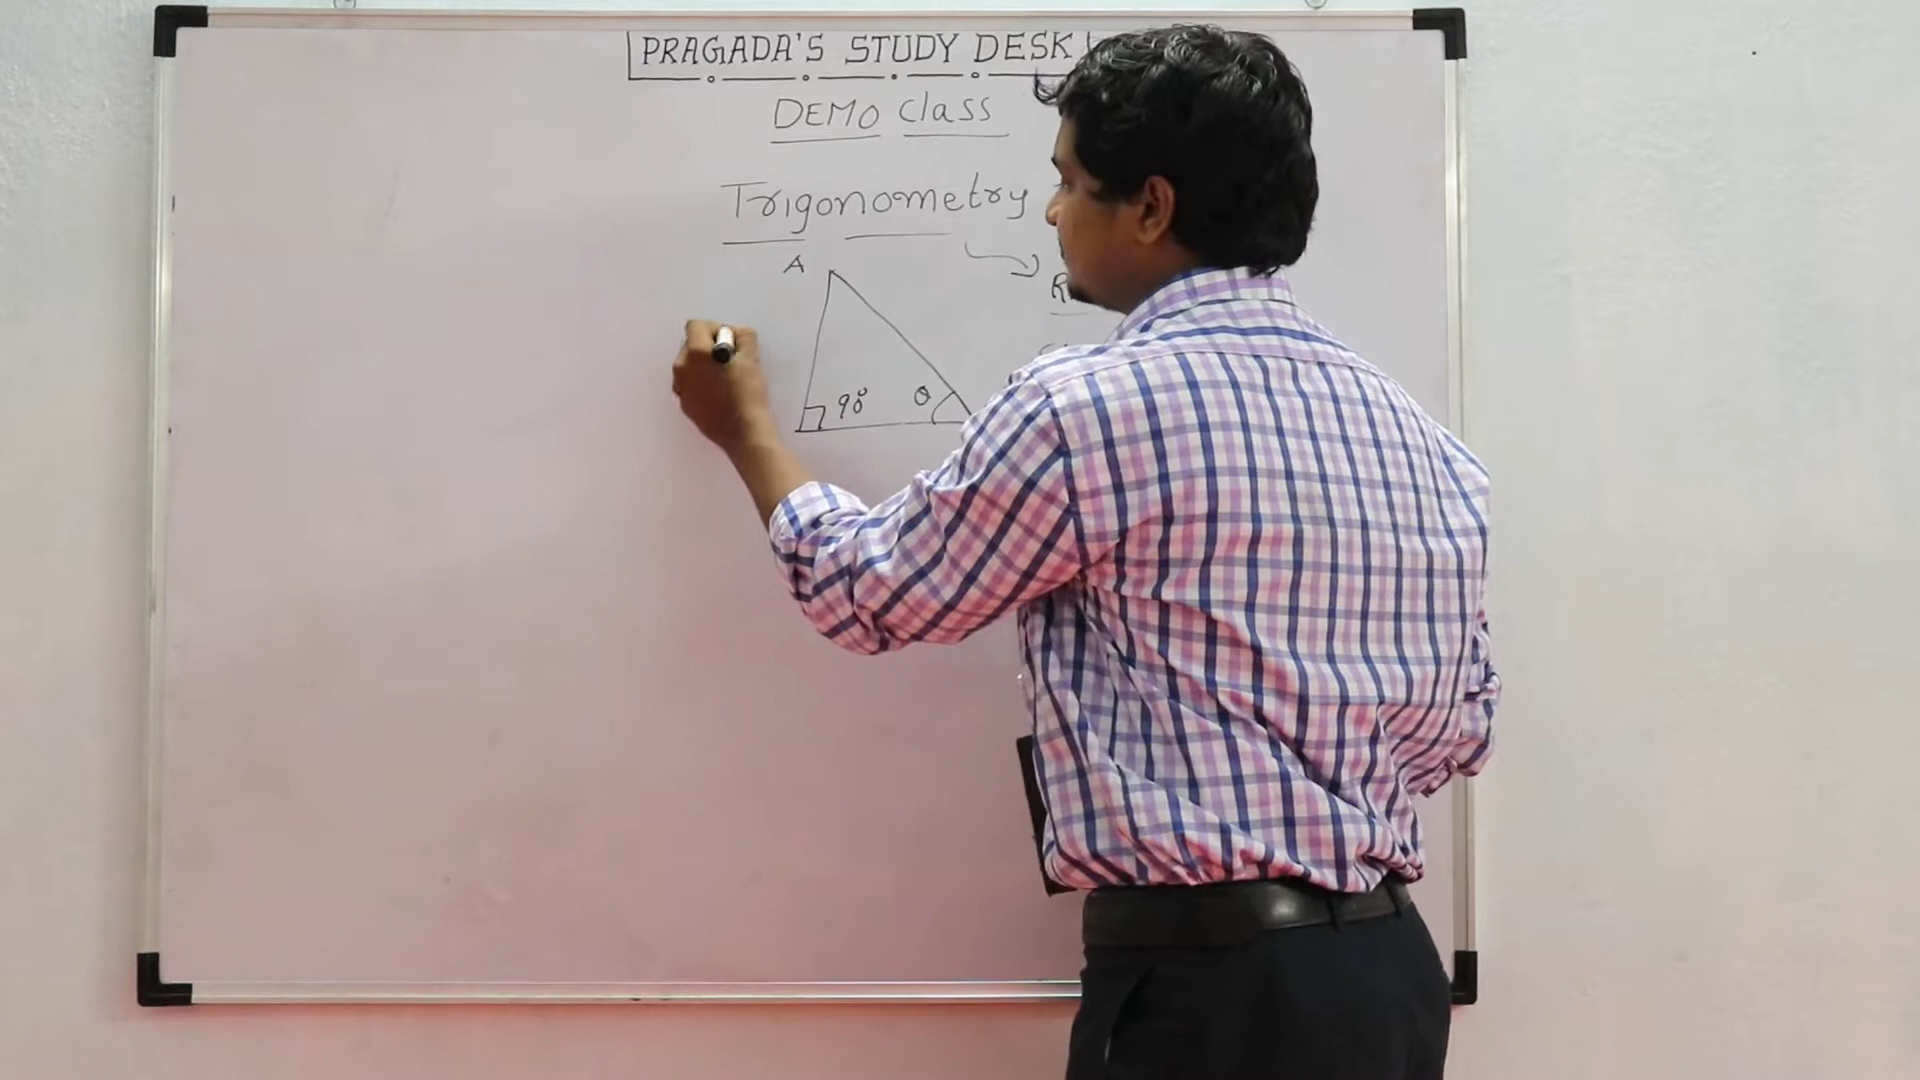 PRAGADA'S STUDY DESK
DEMO Class
Trigonometry
A
90°
θ